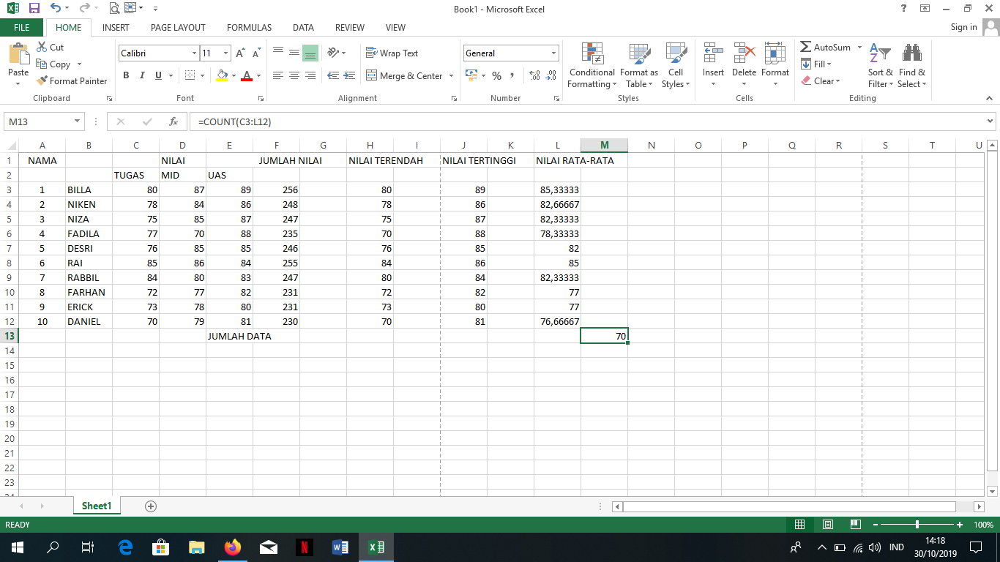 Book1 - Microsoft Excel
FILE HOME INSERT PAGE LAYOUT FORMULAS DATA REVIEW VIEW Sign in
Paste
Cut
Copy
Format Painter
Clipboard
Calibri 11
B I U
Font
Wrap Text
Merge & Center
Alignment
General
%
Number
Conditional Formatting
Format as Table
Cell Styles
Styles
Insert Delete Format
Cells
AutoSum
Fill
Clear
Sort & Filter
Find & Select
Editing
M13 fx =COUNT(C3:L12)
A B C D E F G H I J K L M N O P Q R S T U
1 NAMA NILAI JUMLAH NILAI NILAI TERENDAH NILAI TERTINGGI NILAI RATA-RATA
2 TUGAS MID UAS
3 1 BILLA 80 87 89 256 80 89 85,33333
4 2 NIKEN 78 84 86 248 78 86 82,66667
5 3 NIZA 75 85 87 247 75 87 82,33333
6 4 FADILA 77 70 88 235 70 88 78,33333
7 5 DESRI 76 85 85 246 76 85 82
8 6 RAI 85 86 84 255 84 86 85
9 7 RABBIL 84 80 83 247 80 84 82,33333
10 8 FARHAN 72 77 82 231 72 82 77
11 9 ERICK 73 78 80 231 73 80 77
12 10 DANIEL 70 79 81 230 70 81 76,66667
13 JUMLAH DATA 70
14
15
16
17
18
19
20
21
22
23
24
Sheet1
READY 100%
IND 14:18
30/10/2019